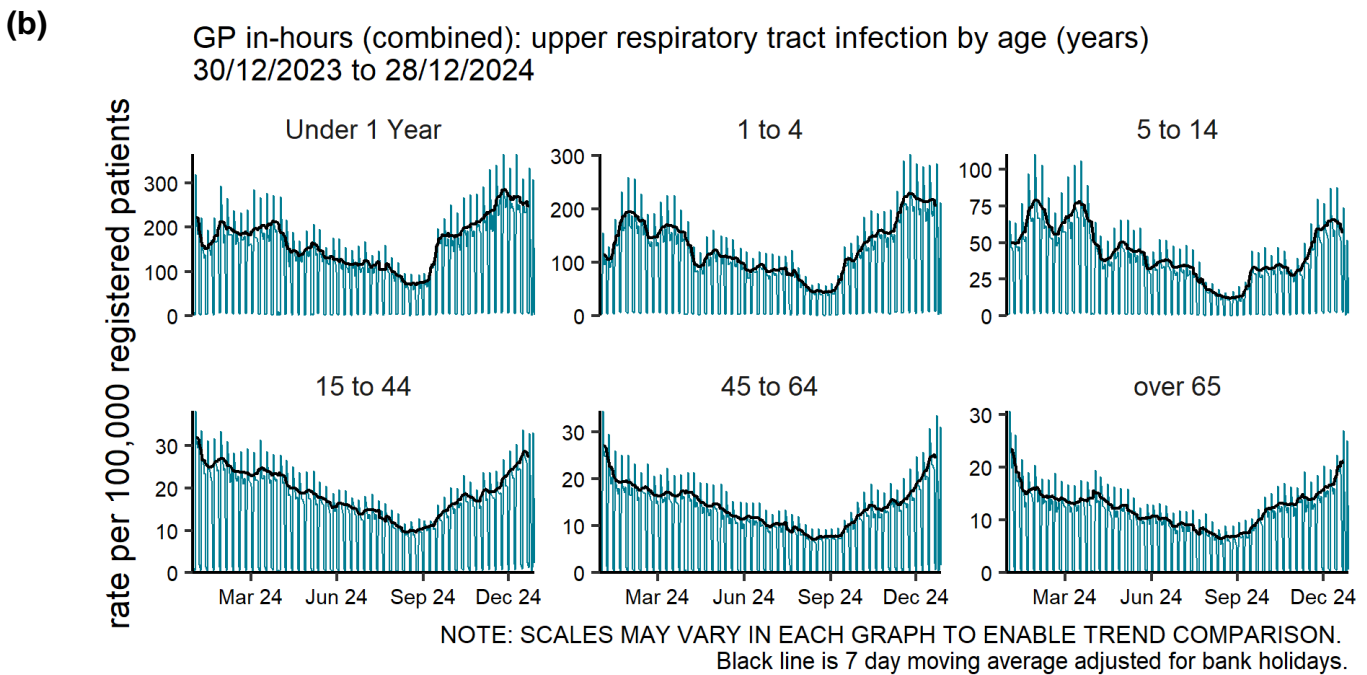 (b)
GP in-hours (combined): upper respiratory tract infection by age (years)
30/12/2023 to 28/12/2024
rate per 100,000 registered patients
Under 1 Year
300
200
100
0
1 to 4
300
200
100
0
5 to 14
100
75
50
25
0
15 to 44
30
20
10
0
Mar 24 Jun 24 Sep 24 Dec 24
45 to 64
30
20
10
0
Mar 24 Jun 24 Sep 24 Dec 24
over 65
30
20
10
0
Mar 24 Jun 24 Sep 24 Dec 24
NOTE: SCALES MAY VARY IN EACH GRAPH TO ENABLE TREND COMPARISON.
Black line is 7 day moving average adjusted for bank holidays.